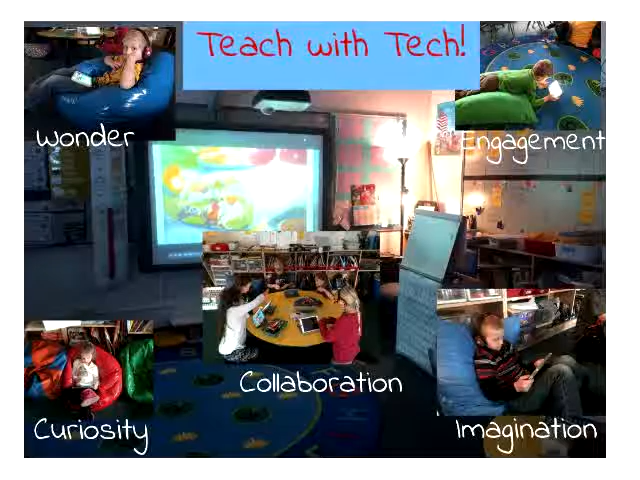 Teach with Tech!
Wonder
Engagement
Collaboration
Curiosity
Imagination